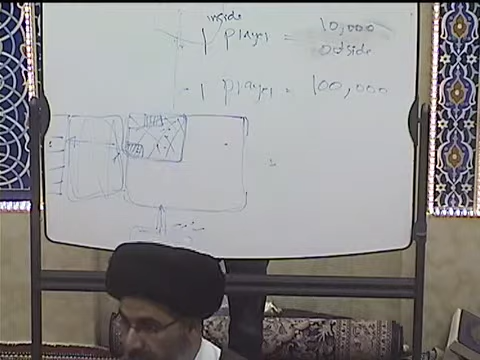 inside
1 player = 10,000
outside
1 player = 100,000